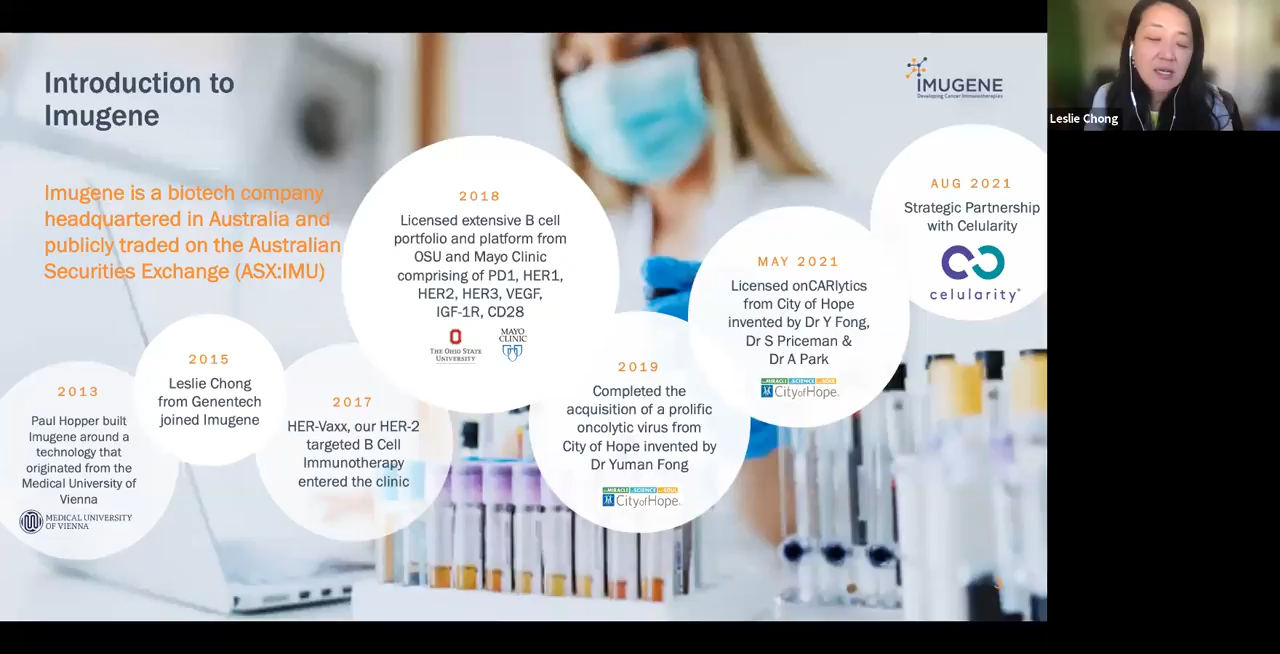 Introduction to
Imugene
IMUGENE
Developing Cancer Immunotherapies
Leslie Chong
Imugene is a biotech company
headquartered in Australia and
publicly traded on the Australian
Securities Exchange (ASX:IMU)
2013
Paul Hopper built
Imugene around a
technology that
originated from the
Medical University of
Vienna
MEDICAL UNIVERSITY
OF VIENNA
2015
Leslie Chong
from Genentech
joined Imugene
2017
HER-Vaxx, our HER-2
targeted B Cell
Immunotherapy
entered the clinic
2018
Licensed extensive B cell
portfolio and platform from
OSU and Mayo Clinic
comprising of PD1, HER1,
HER2, HER3, VEGF,
IGF-1R, CD28
THE OHIO STATE
UNIVERSITY
MAYO
CLINIC
2019
Completed the
acquisition of a prolific
oncolytic virus from
City of Hope invented by
Dr Yuman Fong
CityofHope.
MAY 2021
Licensed onCARlytics
from City of Hope
invented by Dr Y Fong,
Dr S Priceman &
Dr A Park
CityofHope.
AUG 2021
Strategic Partnership
with Celularity
celularity